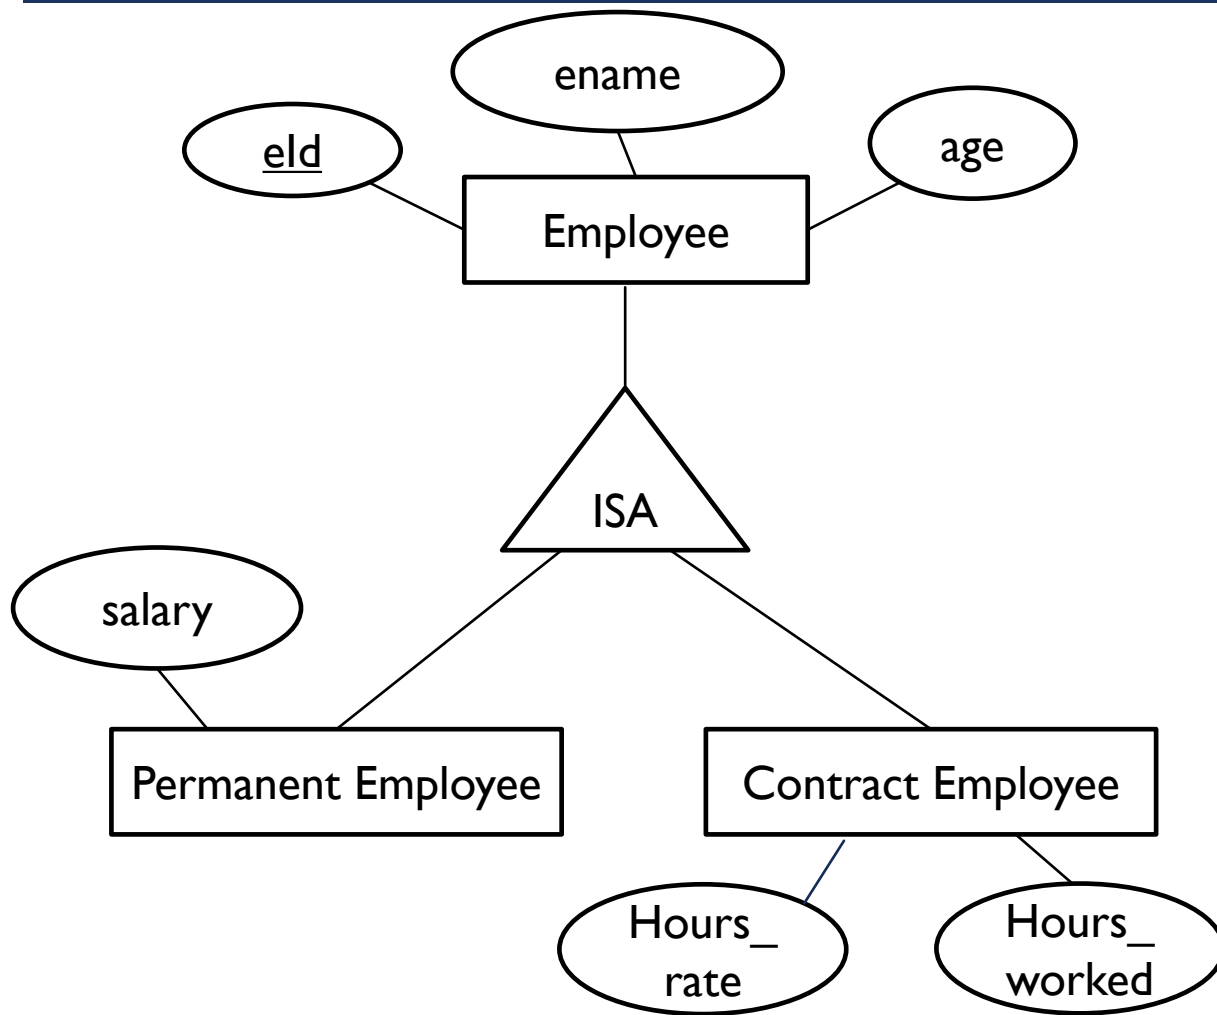 ename
eId
age
Employee
ISA
salary
Permanent Employee
Contract Employee
Hours_
rate
Hours_
worked